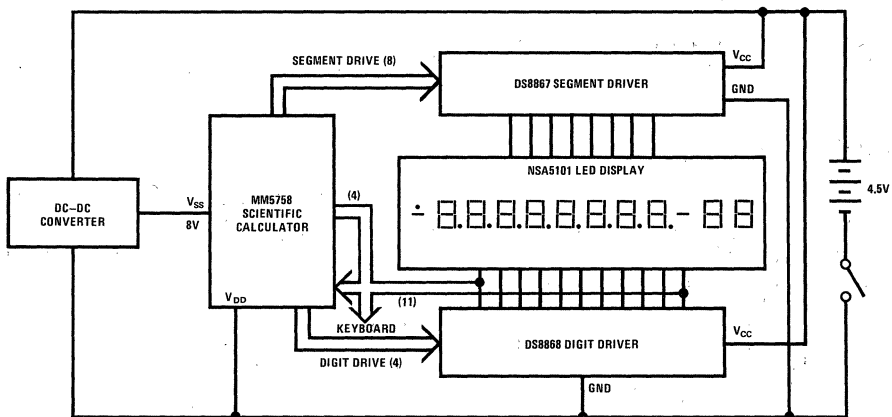 SEGMENT DRIVE (8)
DS8867 SEGMENT DRIVER
VCC
GND
NSA5101 LED DISPLAY
4.5V
DC–DC
CONVERTER
VSS
8V
MM5758
SCIENTIFIC
CALCULATOR
(4)
VDD
(11)
KEYBOARD
DIGIT DRIVE (4)
DS8868 DIGIT DRIVER
VCC
GND